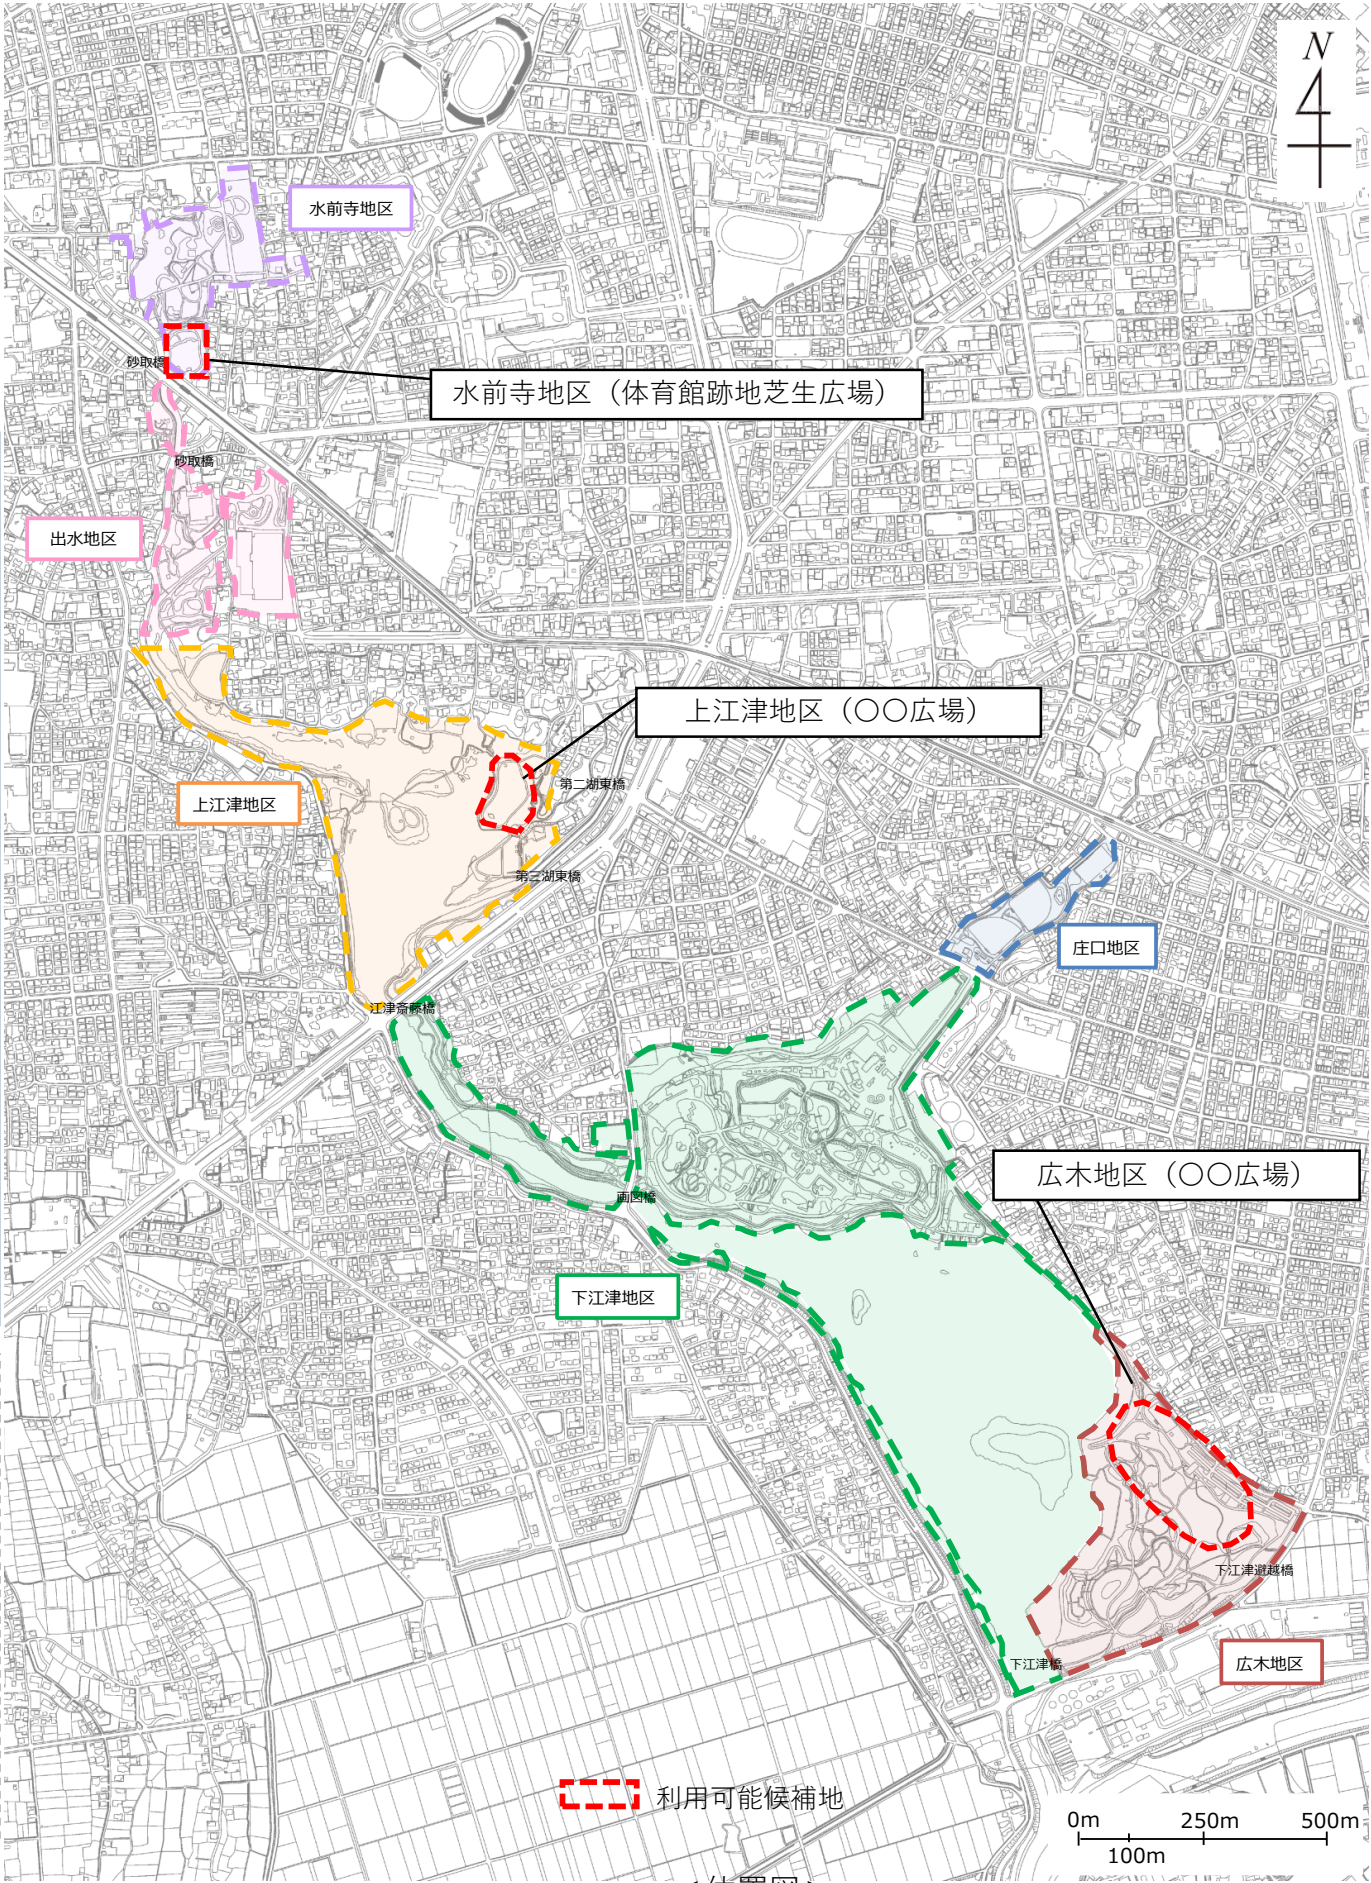 N
水前寺地区
砂取橋
水前寺地区（体育館跡地芝生広場）
砂取橋
出水地区
上江津地区（〇〇広場）
第二湖東橋
上江津地区
第三湖東橋
庄口地区
江津斎藤橋
広木地区（〇〇広場）
画図橋
下江津地区
下江津避越橋
下江津橋
広木地区
利用可能候補地
0m 250m 500m
100m